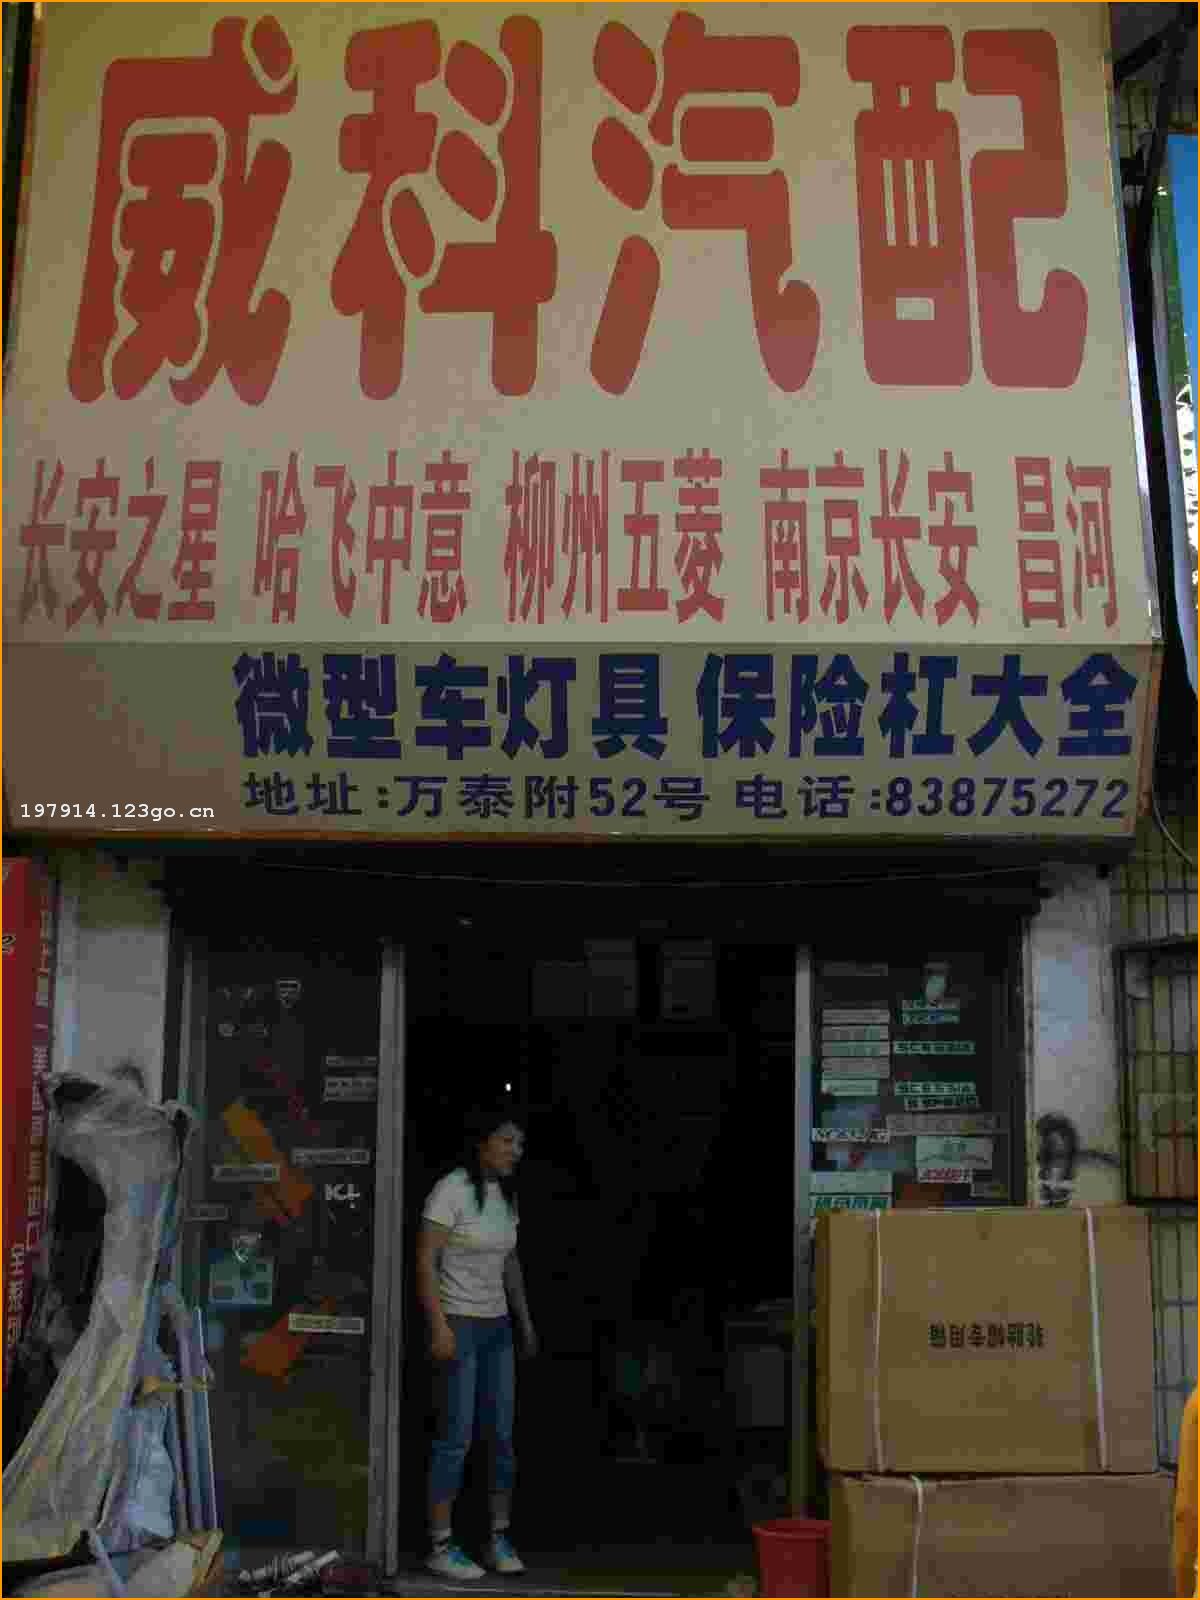 威科汽配
长安之星 哈飞中意 柳州五菱 南京长安 昌河
微型车灯具 保险杠大全
地址:万泰附52号 电话:83875272
197914.123go.cn